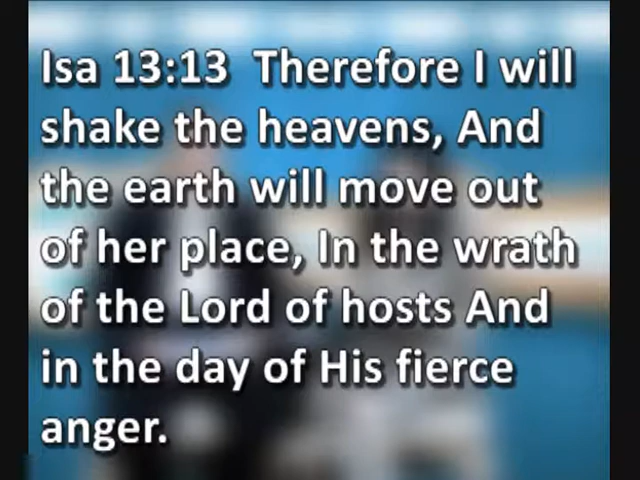 Isa 13:13  Therefore I will
shake the heavens, And
the earth will move out
of her place, In the wrath
of the Lord of hosts And
in the day of His fierce
anger.